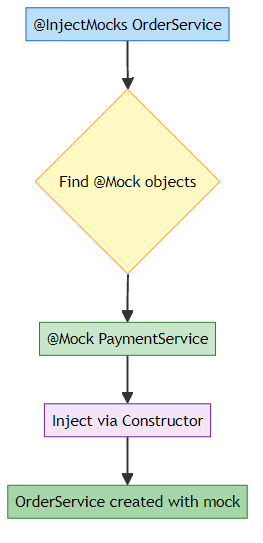 @InjectMocks OrderService
Find @Mock objects
@Mock PaymentService
Inject via Constructor
OrderService created with mock